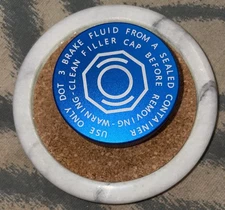 USE ONLY DOT 3 BRAKE FLUID FROM A SEALED CONTAINER
WARNING-CLEAN FILLER CAP BEFORE REMOVING-